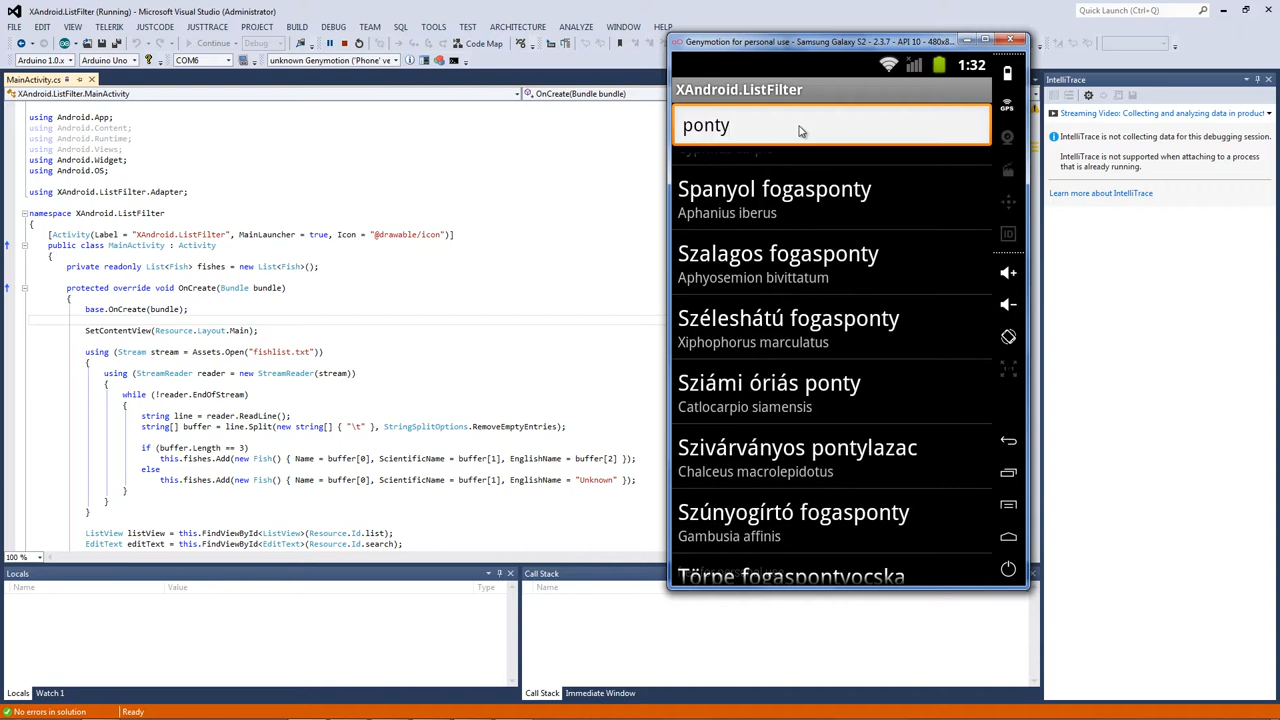 XAndroid.ListFilter (Running) - Microsoft Visual Studio (Administrator)
Quick Launch (Ctrl+Q)
FILE EDIT VIEW TELERIK JUSTCODE JUSTTRACE PROJECT BUILD DEBUG TEAM SQL TOOLS TEST ARCHITECTURE ANALYZE WINDOW HELP
Continue Debug Code Map
Arduino 1.0.x Arduino Uno COM6 unknown Genymotion ('Phone' ve
MainActivity.cs
XAndroid.ListFilter.MainActivity
OnCreate(Bundle bundle)
using Android.App;
using Android.Content;
using Android.Runtime;
using Android.Views;
using Android.Widget;
using Android.OS;
using XAndroid.ListFilter.Adapter;
namespace XAndroid.ListFilter
{
[Activity(Label = "XAndroid.ListFilter", MainLauncher = true, Icon = "@drawable/icon")]
public class MainActivity : Activity
{
private readonly List<Fish> fishes = new List<Fish>();
protected override void OnCreate(Bundle bundle)
{
base.OnCreate(bundle);
SetContentView(Resource.Layout.Main);
using (Stream stream = Assets.Open("fishlist.txt"))
{
using (StreamReader reader = new StreamReader(stream))
{
while (!reader.EndOfStream)
{
string line = reader.ReadLine();
string[] buffer = line.Split(new string[] { "\t" }, StringSplitOptions.RemoveEmptyEntries);
if (buffer.Length == 3)
this.fishes.Add(new Fish() { Name = buffer[0], ScientificName = buffer[1], EnglishName = buffer[2] });
else
this.fishes.Add(new Fish() { Name = buffer[0], ScientificName = buffer[1], EnglishName = "Unknown" });
}
}
}
ListView listView = this.FindViewById<ListView>(Resource.Id.list);
EditText editText = this.FindViewById<EditText>(Resource.Id.search);
100 %
Genymotion for personal use - Samsung Galaxy S2 - 2.3.7 - API 10 - 480x8...
1:32
XAndroid.ListFilter
ponty
Spanyol fogasponty
Aphanius iberus
Szalagos fogasponty
Aphyosemion bivittatum
Széleshátú fogasponty
Xiphophorus marculatus
Sziámi óriás ponty
Catlocarpio siamensis
Szivárványos pontylazac
Chalceus macrolepidotus
Szúnyogírtó fogasponty
Gambusia affinis
Törpe fogaspontyocska
GPS
ID
IntelliTrace
Streaming Video: Collecting and analyzing data in product
IntelliTrace is not collecting data for this debugging session.
IntelliTrace is not supported when attaching to a process
that is already running.
Learn more about IntelliTrace
Locals
Name Value Type
Call Stack
Name
Locals Watch 1
Call Stack Immediate Window
No errors in solution Ready